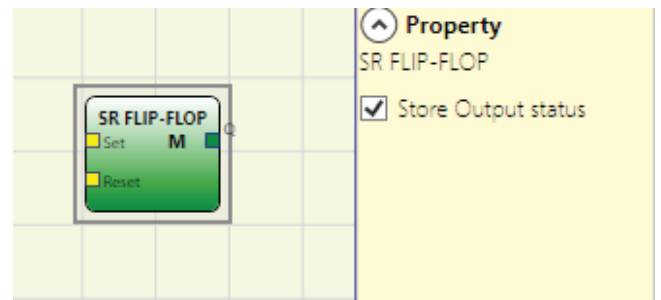 Property
SR FLIP-FLOP
Store Output status
SR FLIP-FLOP
Set M
Q
Reset